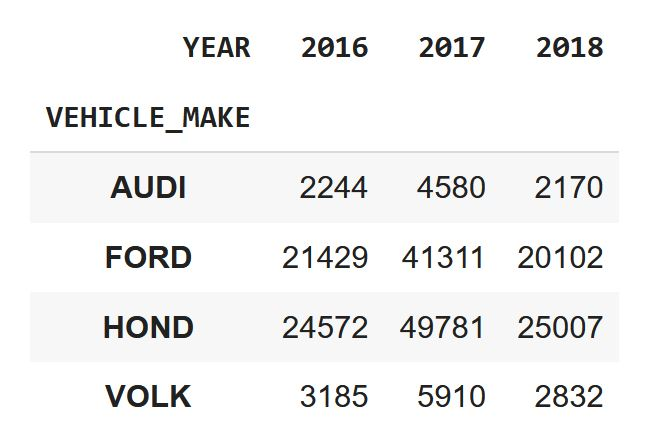 YEAR 2016 2017 2018
VEHICLE_MAKE
AUDI 2244 4580 2170
FORD 21429 41311 20102
HOND 24572 49781 25007
VOLK 3185 5910 2832